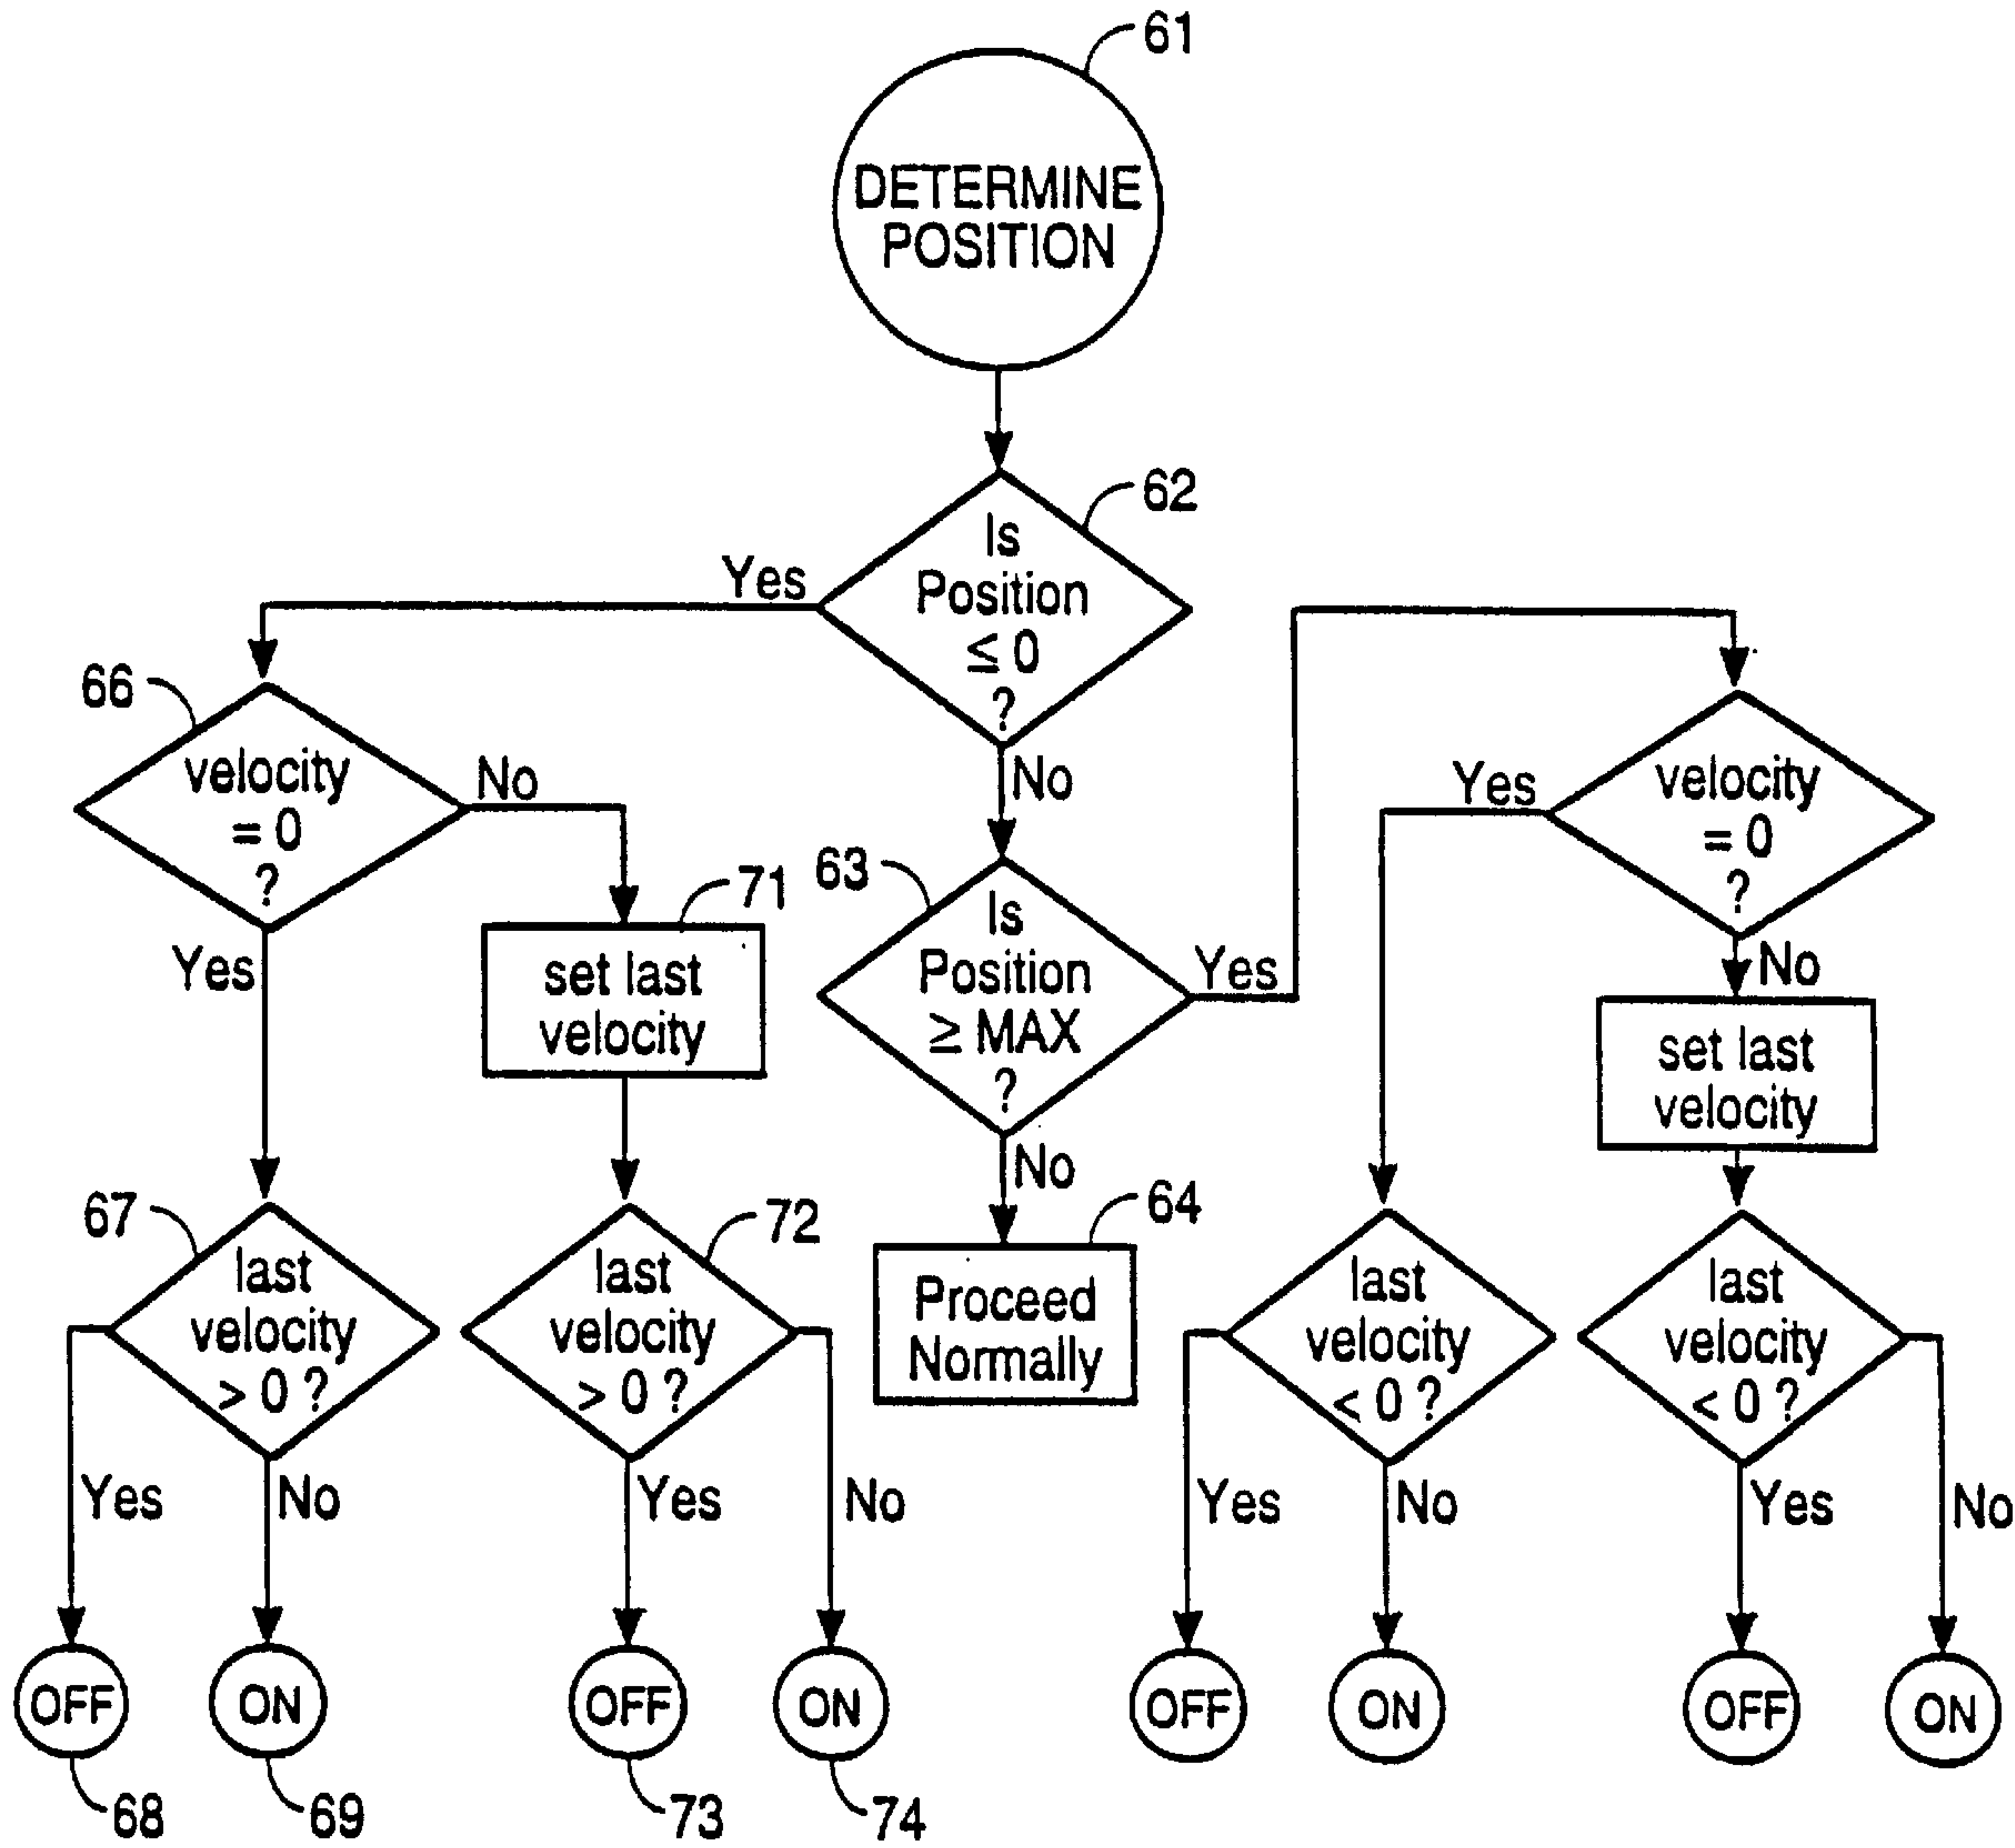 61
DETERMINE
POSITION
62
Is
Position
≤ 0
?
Yes
No
66
velocity
= 0
?
No
Yes
71
set last
velocity
63
Is
Position
≥ MAX
?
Yes
No
velocity
= 0
?
Yes
No
set last
velocity
67
last
velocity
> 0 ?
Yes
No
72
last
velocity
> 0 ?
Yes
No
64
Proceed
Normally
last
velocity
< 0 ?
Yes
No
last
velocity
< 0 ?
Yes
No
OFF
ON
OFF
ON
OFF
ON
OFF
ON
68
69
73
74